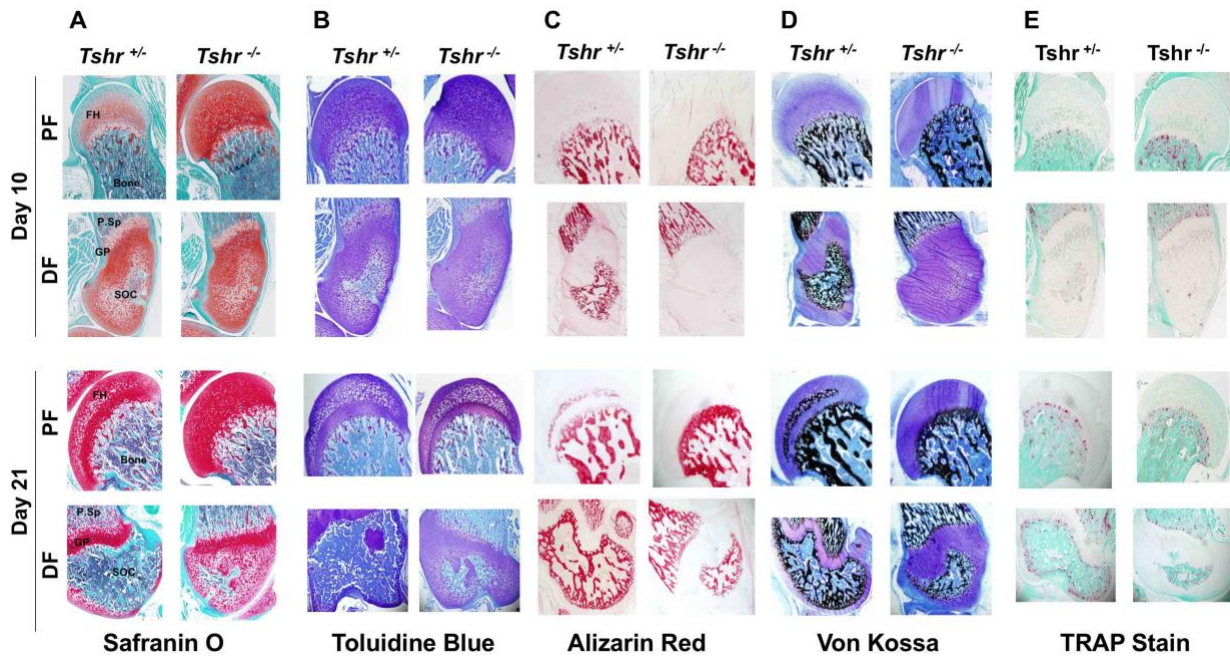 A B C D E
Tshr +/- Tshr -/- Tshr +/- Tshr -/- Tshr +/- Tshr -/- Tshr +/- Tshr -/- Tshr +/- Tshr -/-
Day 10
PF
FH
Bone
DF
P.Sp
GP
SOC
Day 21
PF
FH
Bone
DF
P.Sp
GP
SOC
Safranin O Toluidine Blue Alizarin Red Von Kossa TRAP Stain